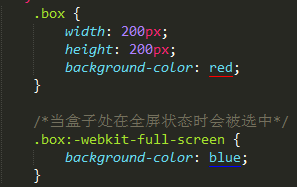 .box {
width: 200px;
height: 200px;
background-color: red;
}
/*当盒子处在全屏状态时会被选中*/
.box:-webkit-full-screen {
background-color: blue;
}